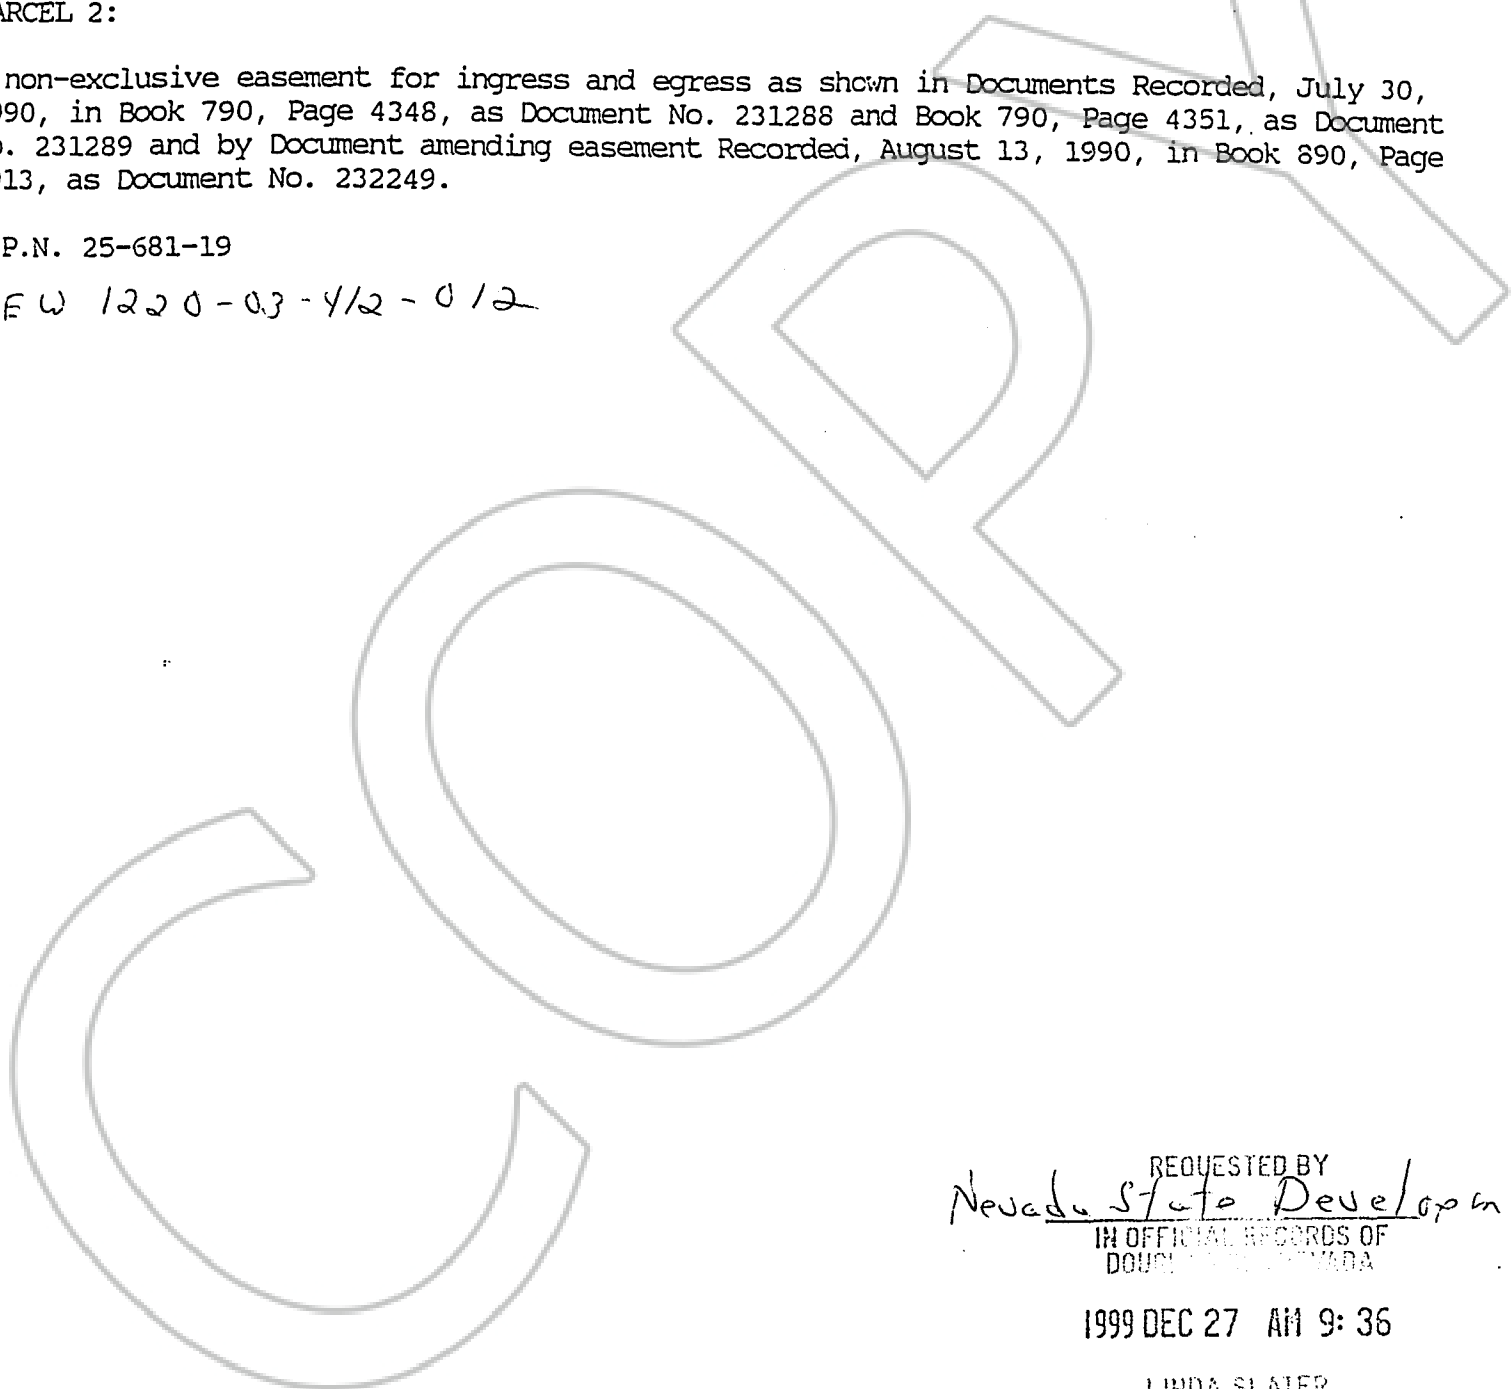 ARCEL 2:
non-exclusive easement for ingress and egress as shown in Documents Recorded, July 30,
990, in Book 790, Page 4348, as Document No. 231288 and Book 790, Page 4351, as Document
o. 231289 and by Document amending easement Recorded, August 13, 1990, in Book 890, Page
913, as Document No. 232249.
P.N. 25-681-19
EW 1220-03-412-012
COPY
REQUESTED BY
Nevada State Developm
IN OFFICIAL RECORDS OF
1999 DEC 27 AM 9:36
LINDA SLATER